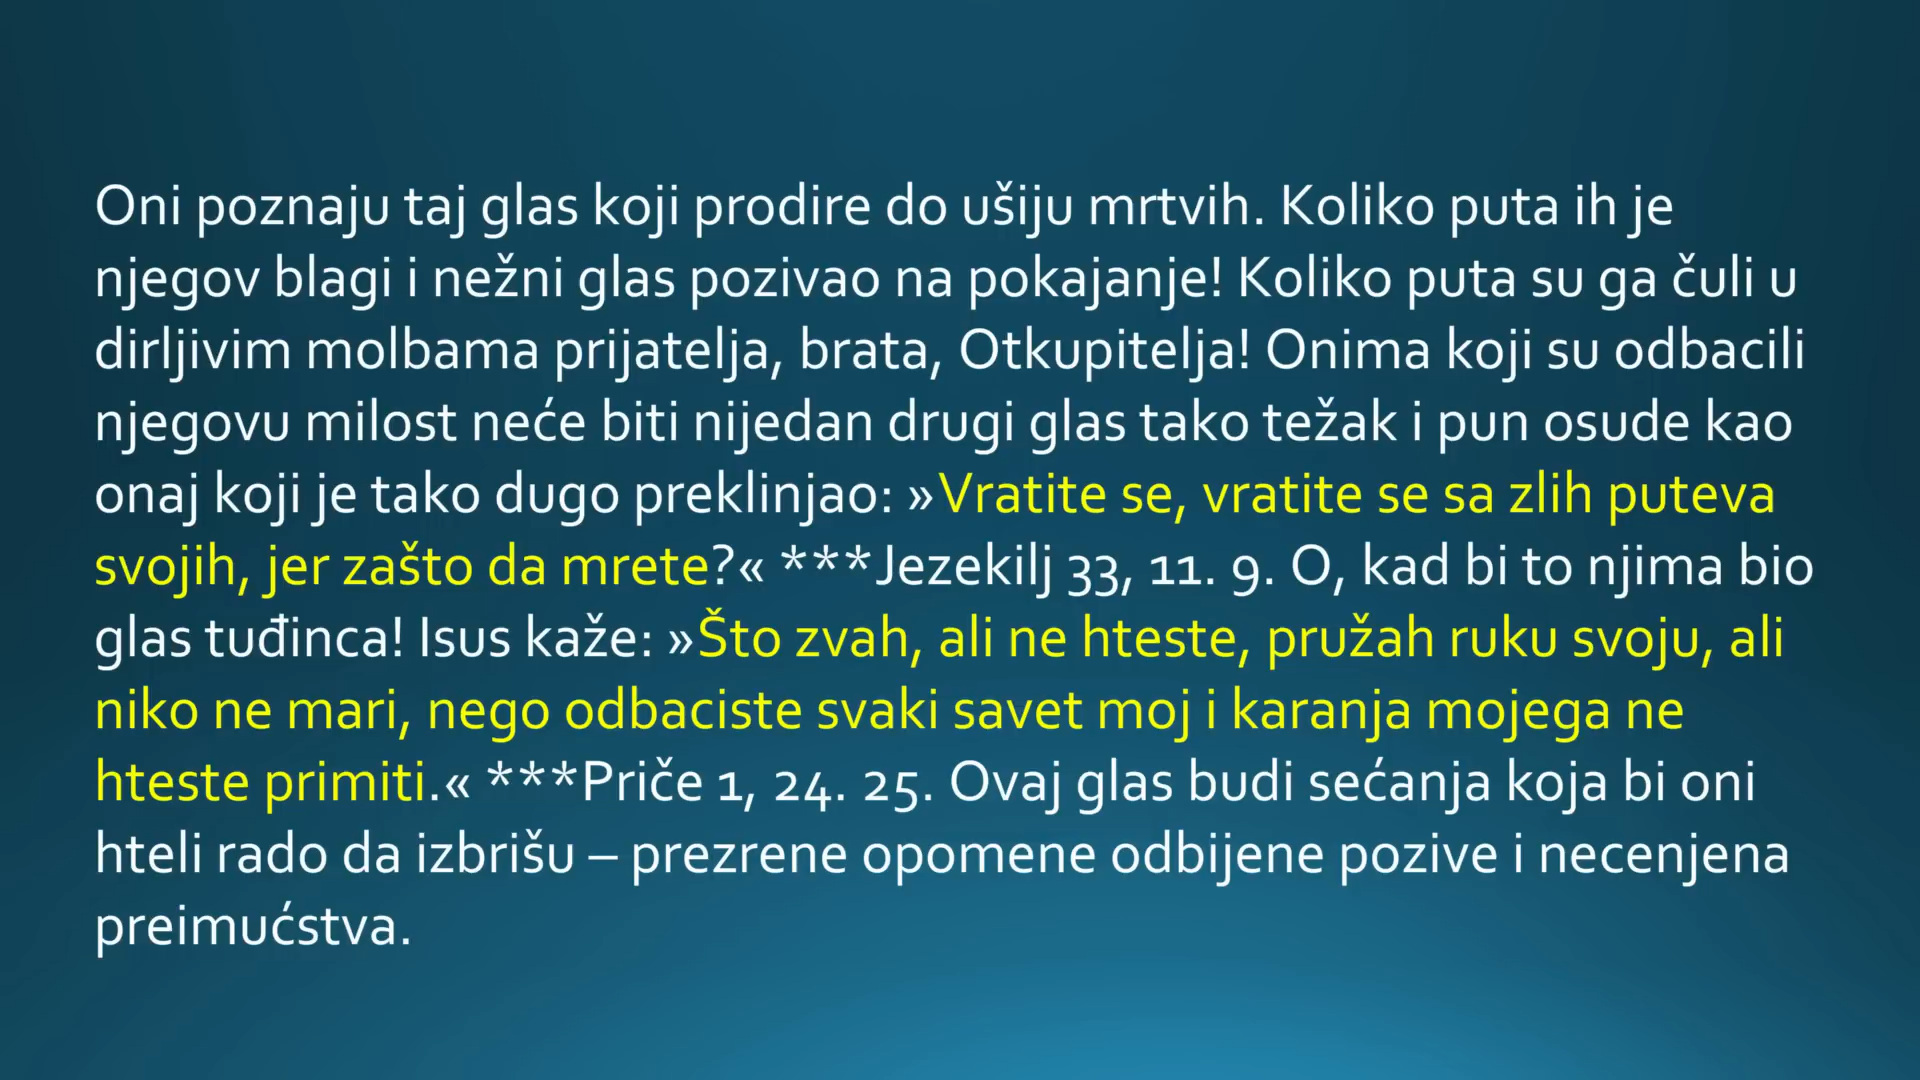 Oni poznaju taj glas koji prodire do ušiju mrtvih. Koliko puta ih je
njegov blagi i nežni glas pozivao na pokajanje! Koliko puta su ga čuli u
dirljivim molbama prijatelja, brata, Otkupitelja! Onima koji su odbacili
njegovu milost neće biti nijedan drugi glas tako težak i pun osude kao
onaj koji je tako dugo preklinjao: »Vratite se, vratite se sa zlih puteva
svojih, jer zašto da mrete?« ***Jezekilj 33, 11. 9. O, kad bi to njima bio
glas tuđinca! Isus kaže: »Što zvah, ali ne hteste, pružah ruku svoju, ali
niko ne mari, nego odbaciste svaki savet moj i karanja mojega ne
hteste primiti.« ***Priče 1, 24. 25. Ovaj glas budi sećanja koja bi oni
hteli rado da izbrišu – prezrene opomene odbijene pozive i necenjena
preimućstva.